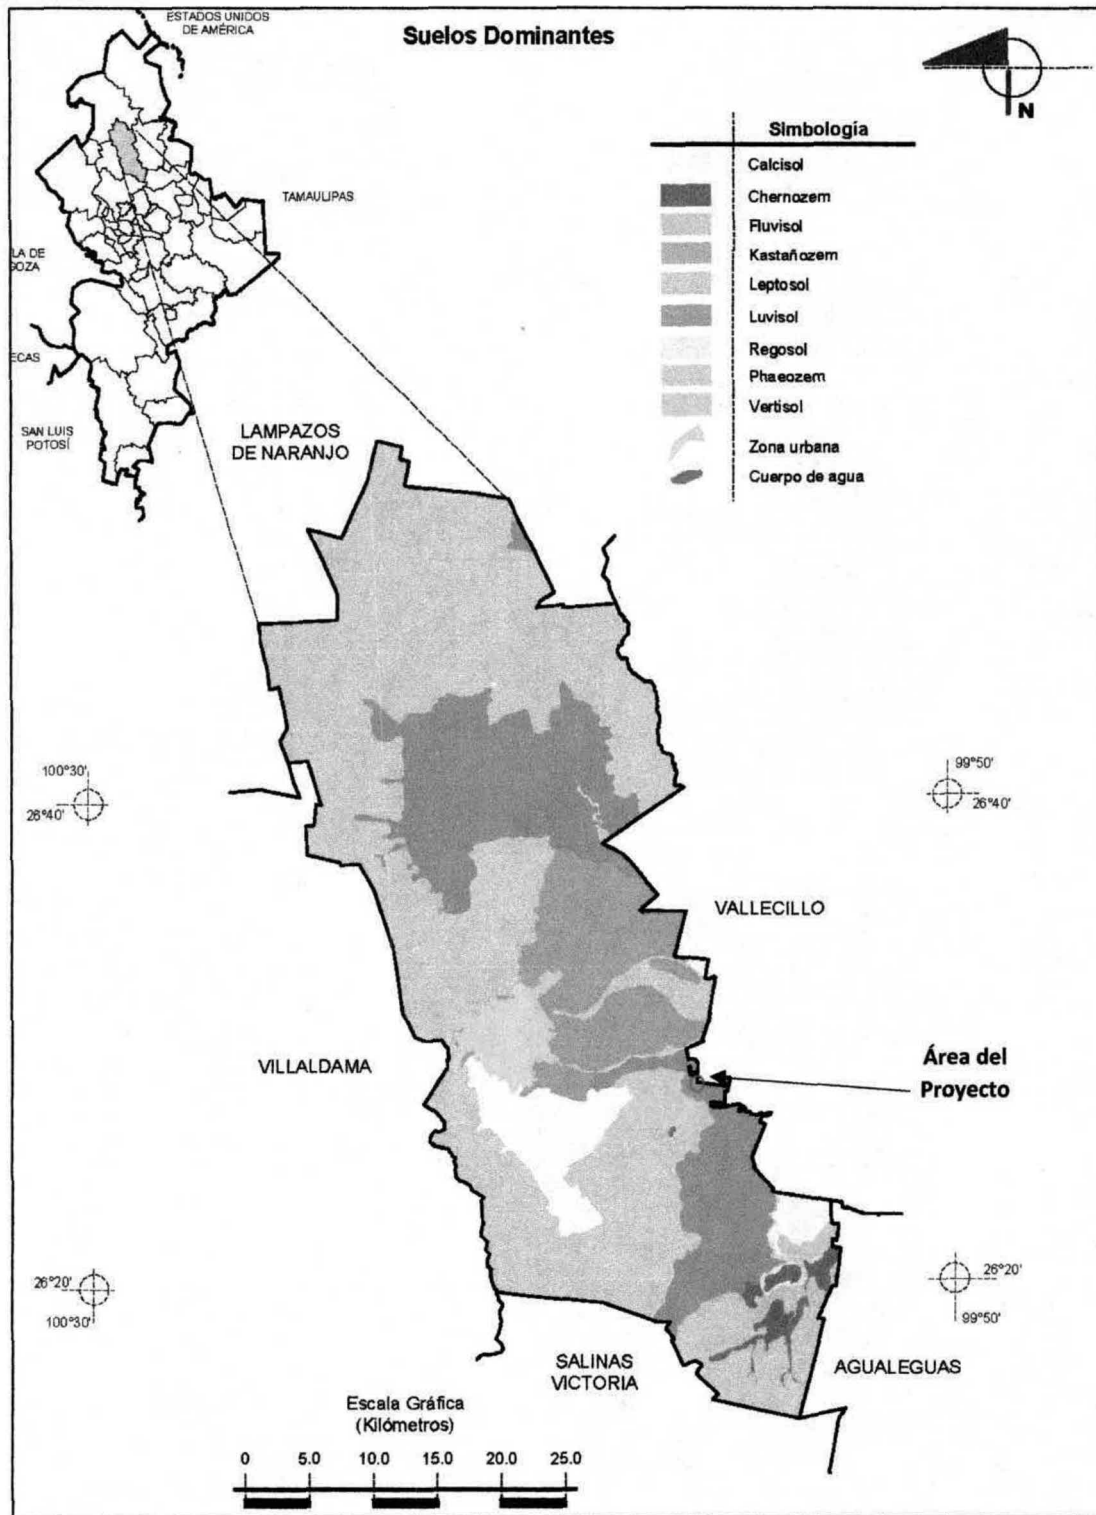 ESTADOS UNIDOS
DE AMÉRICA
Suelos Dominantes
N
Simbología
Calcisol
Chernozem
Fluvisol
Kastañozem
Leptosol
Luvisol
Regosol
Phaeozem
Vertisol
Zona urbana
Cuerpo de agua
TAMAULIPAS
LA DE
GOZA
ECAS
SAN LUIS
POTOSÍ
LAMPAZOS
DE NARANJO
100°30'
26°40'
99°50'
26°40'
VALLECILLO
VILLALDAMA
Área del
Proyecto
26°20'
100°30'
26°20'
99°50'
SALINAS
VICTORIA
AGUALEGUAS
Escala Gráfica
(Kilómetros)
0 5.0 10.0 15.0 20.0 25.0